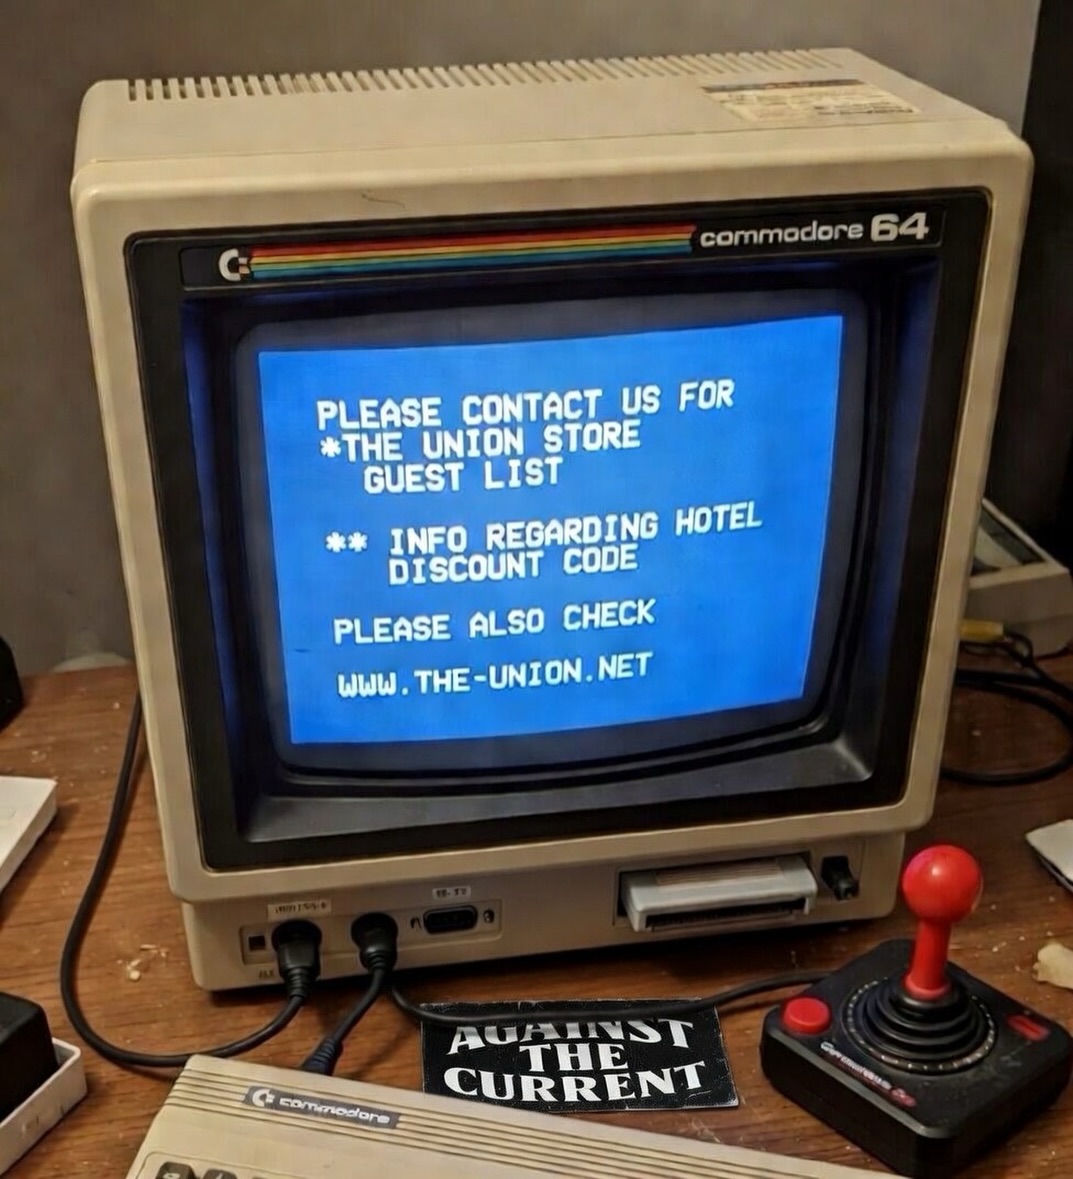 commodore 64
PLEASE CONTACT US FOR
*THE UNION STORE
GUEST LIST
** INFO REGARDING HOTEL
DISCOUNT CODE
PLEASE ALSO CHECK
WWW.THE-UNION.NET
AGAINST
THE
CURRENT
commodore